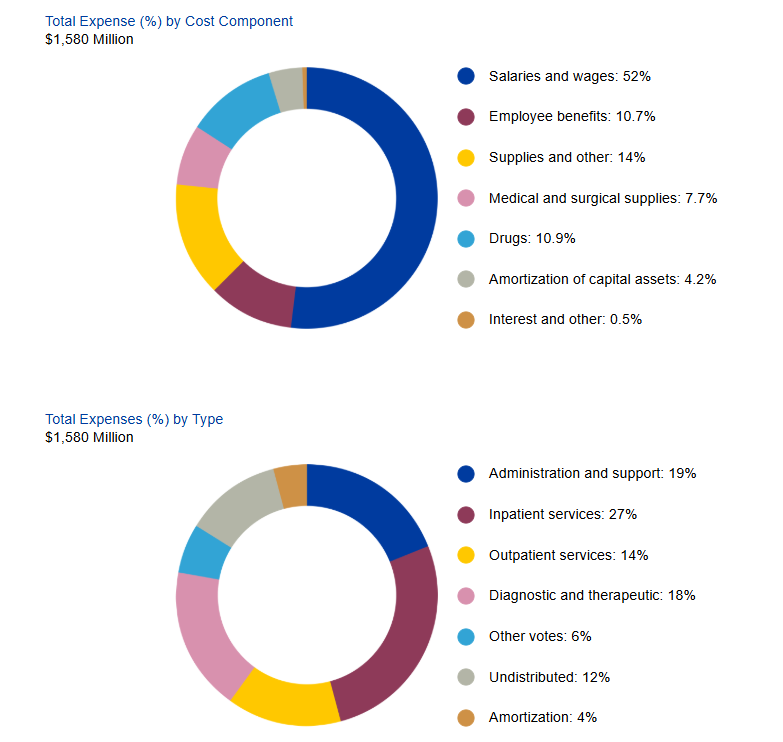 Total Expense (%) by Cost Component
$1,580 Million
Salaries and wages: 52%
Employee benefits: 10.7%
Supplies and other: 14%
Medical and surgical supplies: 7.7%
Drugs: 10.9%
Amortization of capital assets: 4.2%
Interest and other: 0.5%
Total Expenses (%) by Type
$1,580 Million
Administration and support: 19%
Inpatient services: 27%
Outpatient services: 14%
Diagnostic and therapeutic: 18%
Other votes: 6%
Undistributed: 12%
Amortization: 4%